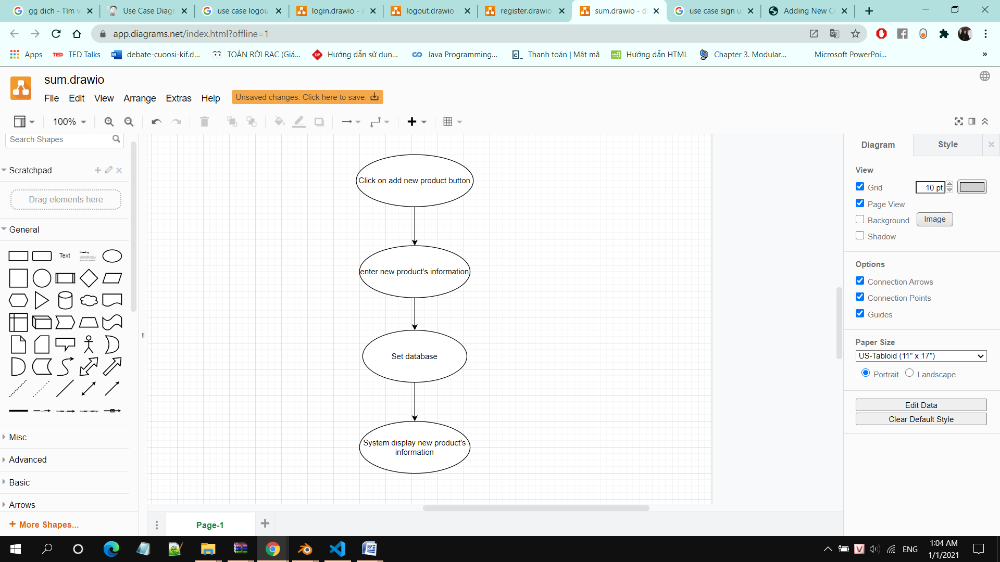 gg dich - Tìm v
Use Case Diagr
use case logou
login.drawio - d
logout.drawio -
register.drawio
sum.drawio - d
use case sign u
Adding New C
app.diagrams.net/index.html?offline=1
Apps
TED TED Talks
debate-cuoosi-kif.d...
TOÁN RỜI RẠC (Giá...
Hướng dẫn sử dụn...
Java Programming...
Thanh toán | Mật mã
Hướng dẫn HTML
Chapter 3. Modular...
Microsoft PowerPoi...
sum.drawio
File Edit View Arrange Extras Help
Unsaved changes. Click here to save.
100%
Search Shapes
Scratchpad
Drag elements here
General
Text
Heading
Misc
Advanced
Basic
Arrows
+ More Shapes...
Click on add new product button
enter new product's information
Set database
System display new product's
information
Page-1
Diagram
Style
View
Grid
10 pt
Page View
Background
Image
Shadow
Options
Connection Arrows
Connection Points
Guides
Paper Size
US-Tabloid (11" x 17")
Portrait
Landscape
Edit Data
Clear Default Style
ENG
1:04 AM
1/1/2021